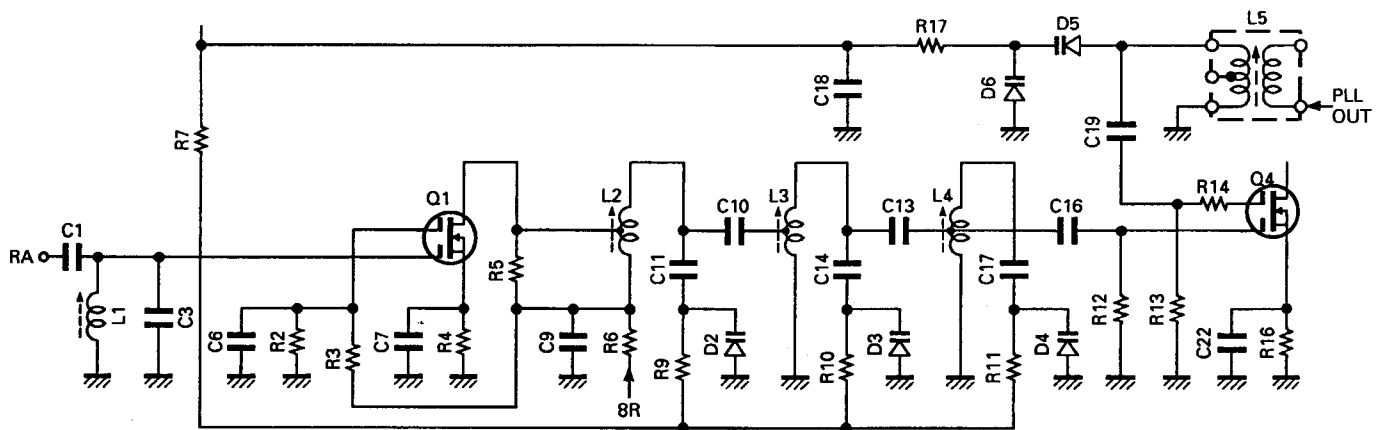 L5
R17
D5
C18
D6
C19
PLL
OUT
R7
Q1
L2
C10
L3
C13
L4
C16
R14
Q4
C1
RA
R5
C11
C14
C17
L1
C3
C6
R2
R3
C7
R4
C9
R6
R9
D2
R10
D3
R11
D4
R12
R13
C22
R16
8R